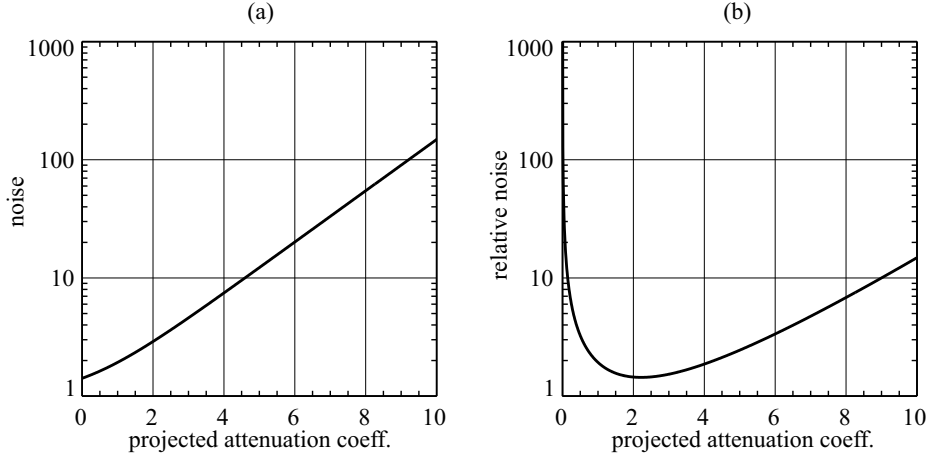 (a)
1000
100
10
1
noise
0 2 4 6 8 10
projected attenuation coeff.
(b)
1000
100
10
1
relative noise
0 2 4 6 8 10
projected attenuation coeff.